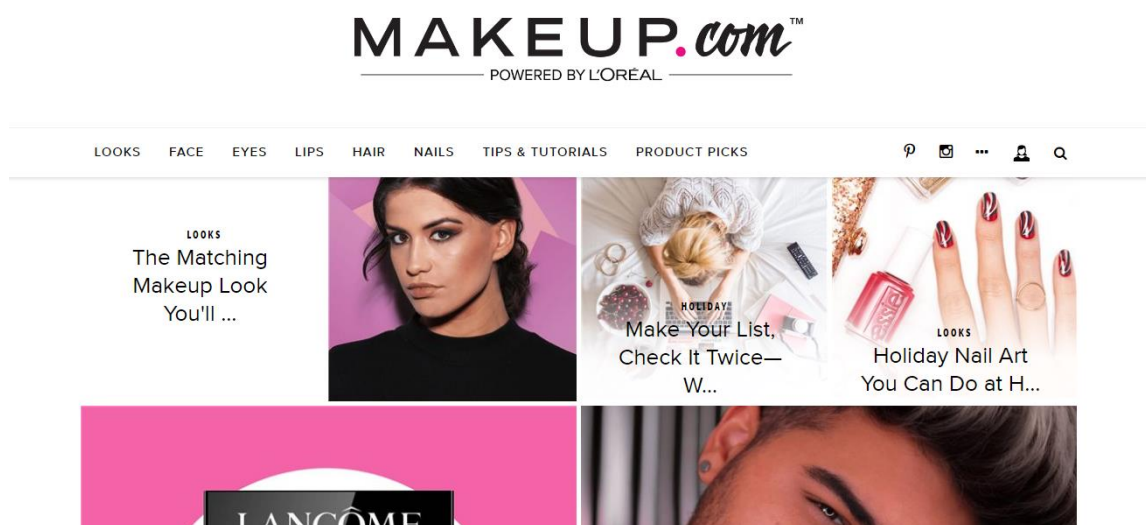 MAKEUP.com™
POWERED BY L'ORÉAL
LOOKS FACE EYES LIPS HAIR NAILS TIPS & TUTORIALS PRODUCT PICKS
LOOKS
The Matching
Makeup Look
You'll ...
HOLIDAY
Make Your List,
Check It Twice—
W...
essie
LOOKS
Holiday Nail Art
You Can Do at H...
LANCÔME